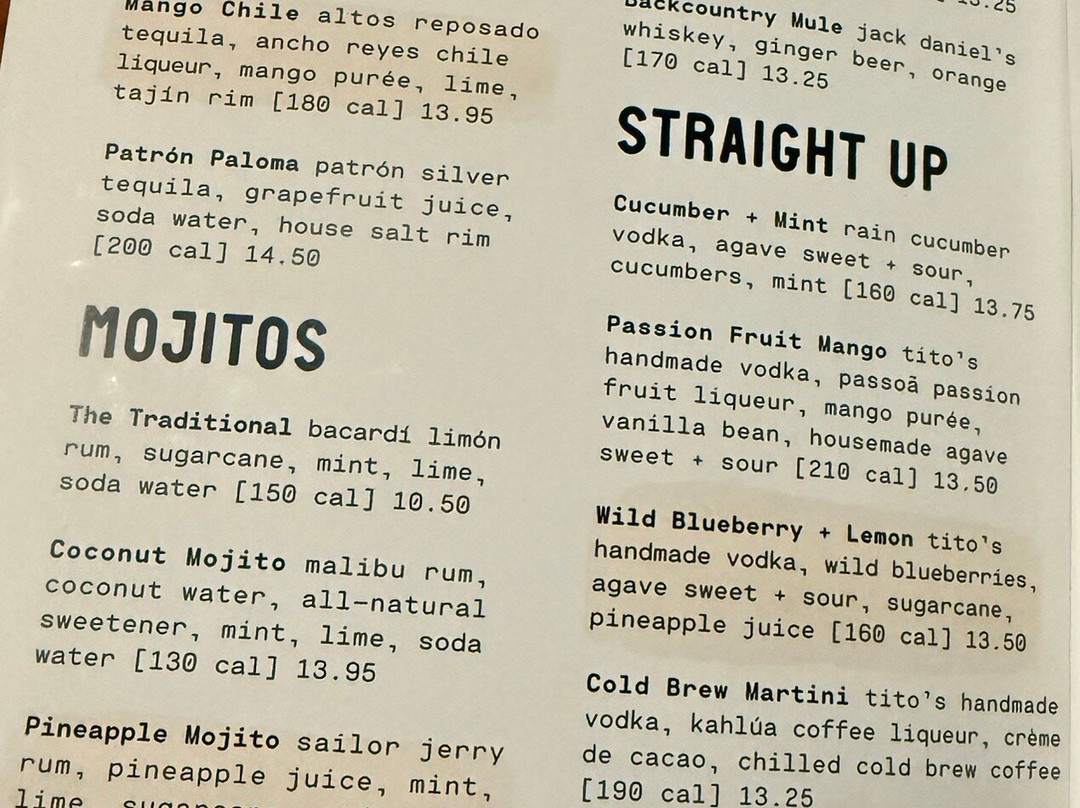 Mango Chile altos reposado
tequila, ancho reyes chile
liqueur, mango purée, lime,
tajín rim [180 cal] 13.95
Patrón Paloma patrón silver
tequila, grapefruit juice,
soda water, house salt rim
[200 cal] 14.50
MOJITOS
The Traditional bacardí limón
rum, sugarcane, mint, lime,
soda water [150 cal] 10.50
Coconut Mojito malibu rum,
coconut water, all-natural
sweetener, mint, lime, soda
water [130 cal] 13.95
Pineapple Mojito sailor jerry
rum, pineapple juice, mint,
lime
13.25
Backcountry Mule jack daniel's
whiskey, ginger beer, orange
[170 cal] 13.25
STRAIGHT UP
Cucumber + Mint rain cucumber
vodka, agave sweet + sour,
cucumbers, mint [160 cal] 13.75
Passion Fruit Mango tito's
handmade vodka, passoã passion
fruit liqueur, mango purée,
vanilla bean, housemade agave
sweet + sour [210 cal] 13.50
Wild Blueberry + Lemon tito's
handmade vodka, wild blueberries,
agave sweet + sour, sugarcane,
pineapple juice [160 cal] 13.50
Cold Brew Martini tito's handmade
vodka, kahlúa coffee liqueur, crème
de cacao, chilled cold brew coffee
[190 cal] 13.25